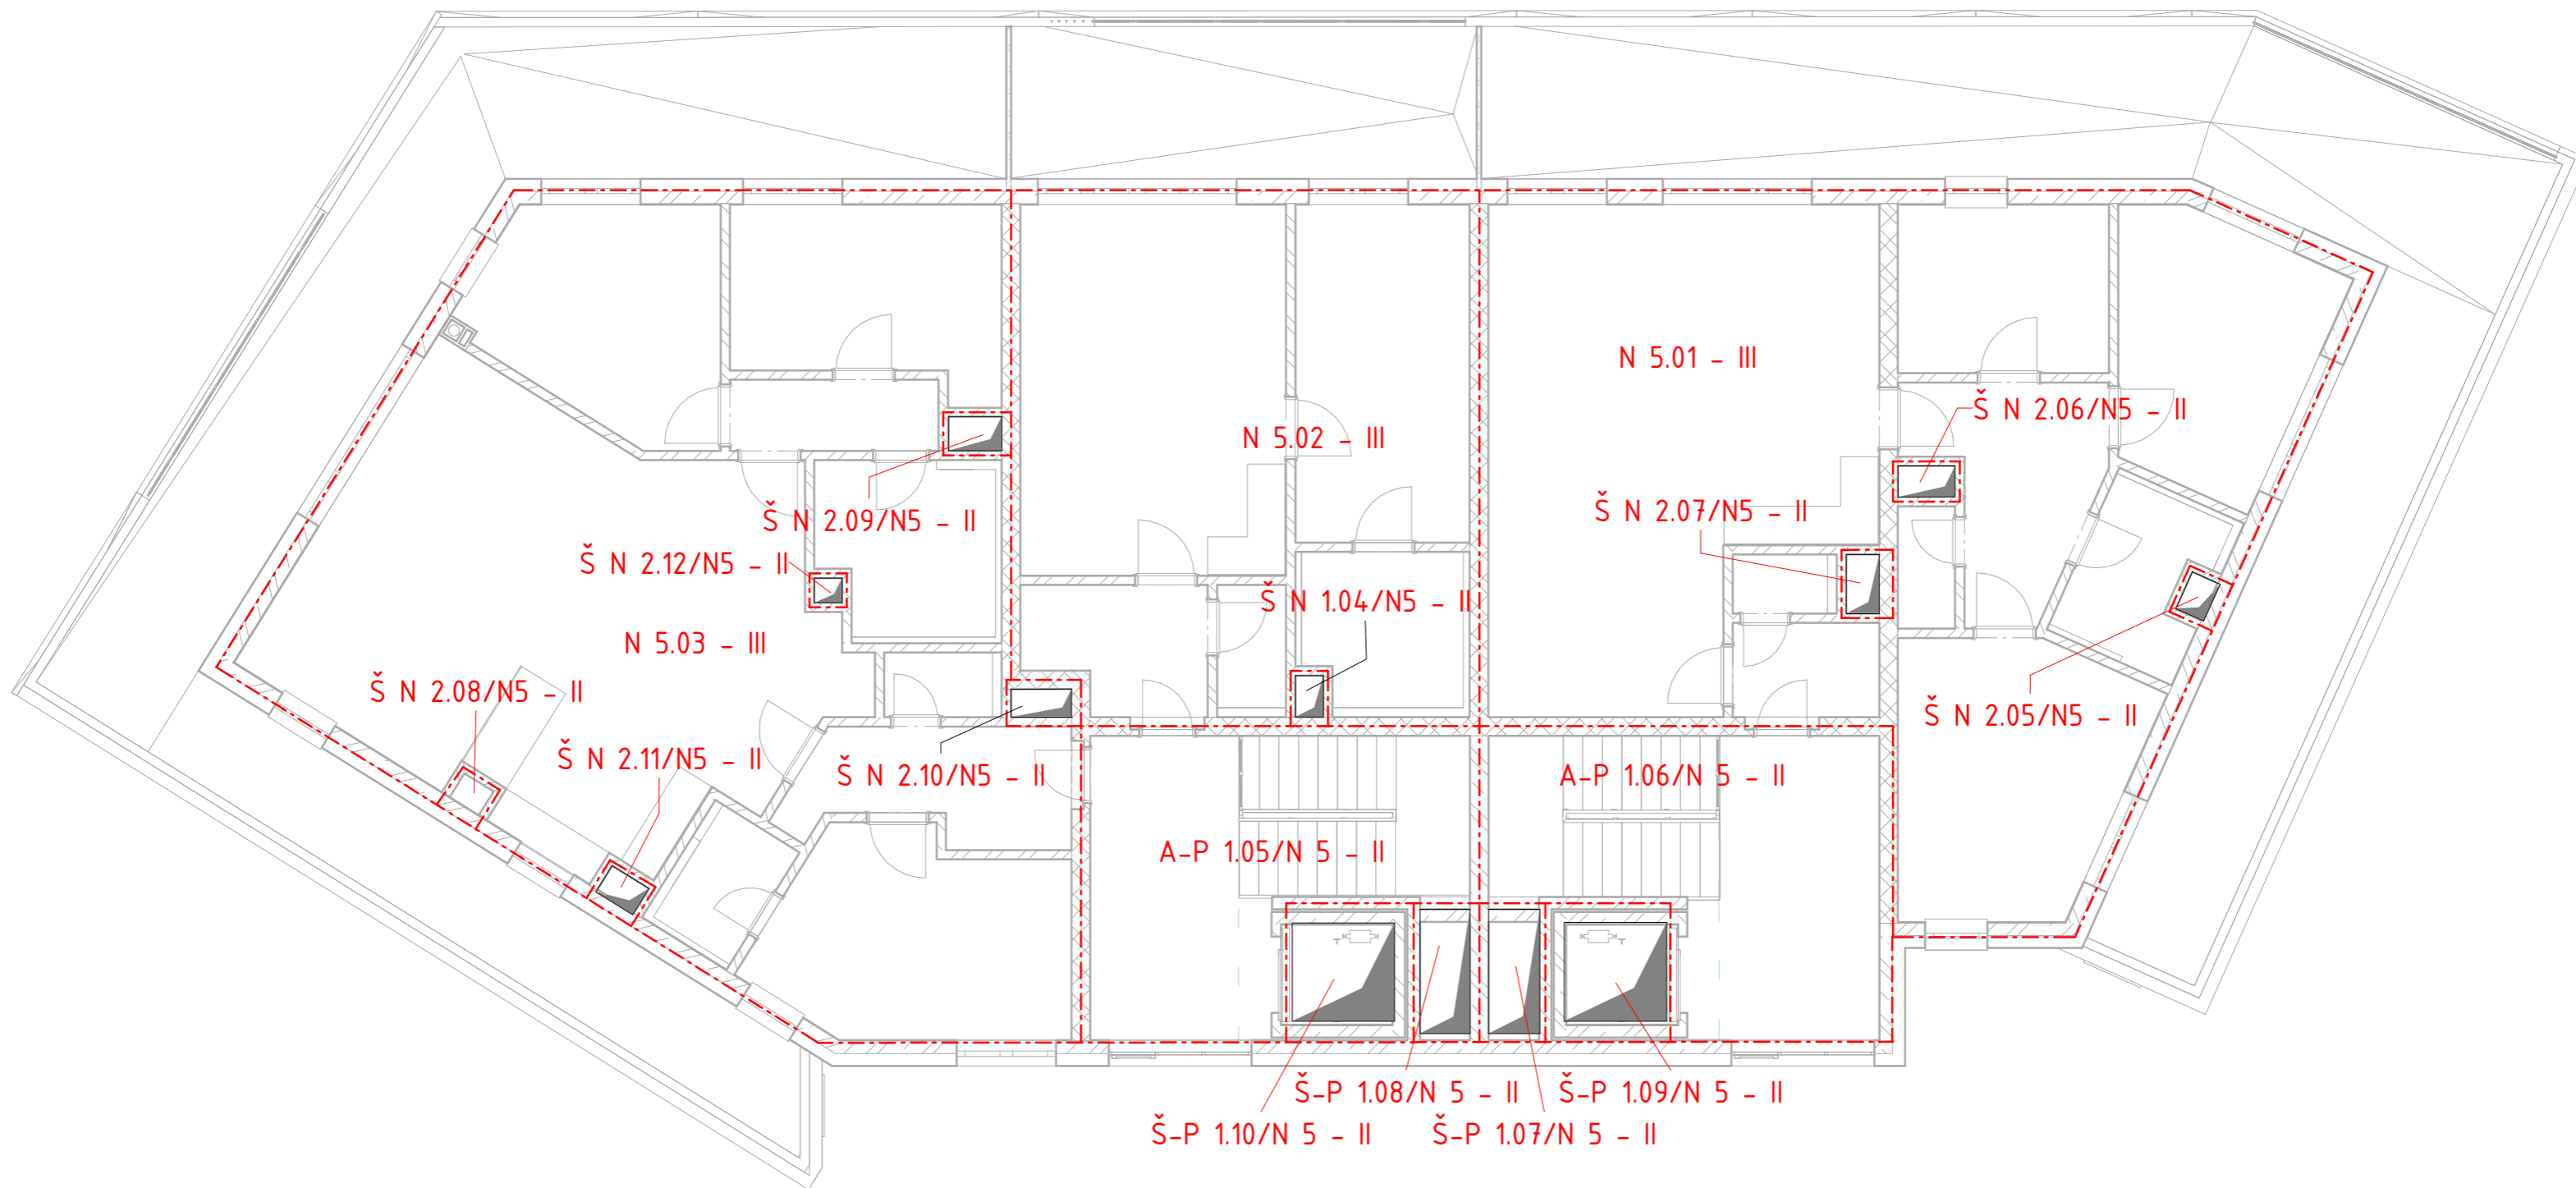 N 5.01 - III
Š N 2.06/N5 - II
N 5.02 - III
Š N 2.09/N5 - II
Š N 2.07/N5 - II
Š N 2.12/N5 - II
Š N 1.04/N5 - II
N 5.03 - III
Š N 2.08/N5 - II
Š N 2.05/N5 - II
Š N 2.11/N5 - II
Š N 2.10/N5 - II
A-P 1.06/N 5 - II
A-P 1.05/N 5 - II
Š-P 1.08/N 5 - II
Š-P 1.09/N 5 - II
Š-P 1.10/N 5 - II
Š-P 1.07/N 5 - II